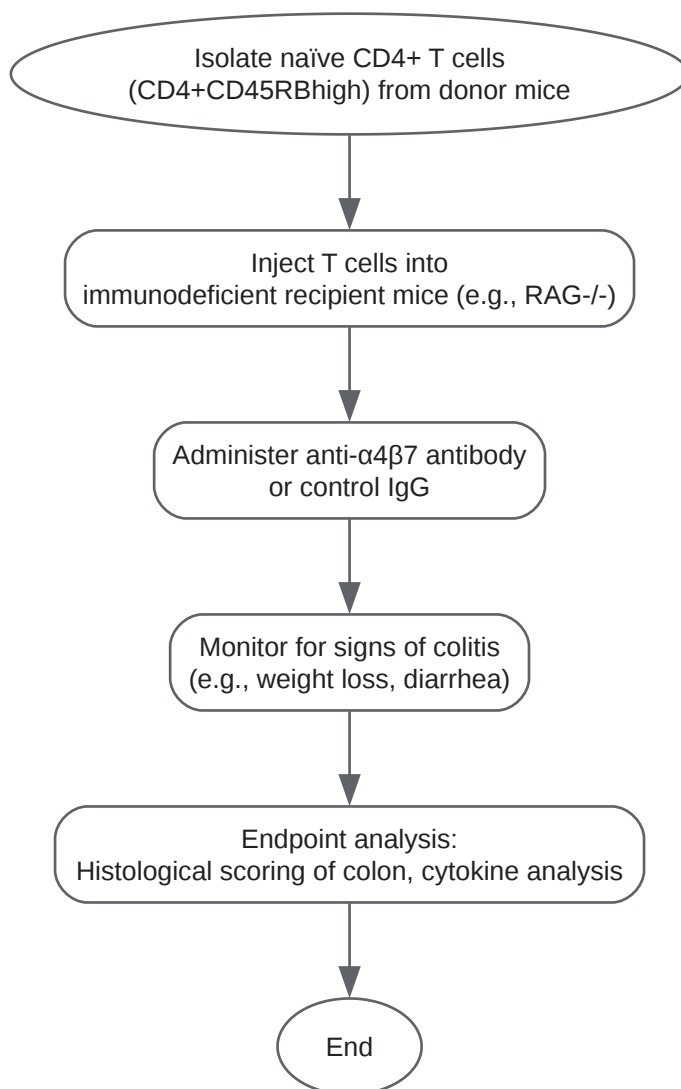 Isolate naïve CD4+ T cells
(CD4+CD45RBhigh) from donor mice
Inject T cells into
immunodeficient recipient mice (e.g., RAG-/-)
Administer anti-α4β7 antibody
or control IgG
Monitor for signs of colitis
(e.g., weight loss, diarrhea)
Endpoint analysis:
Histological scoring of colon, cytokine analysis
End